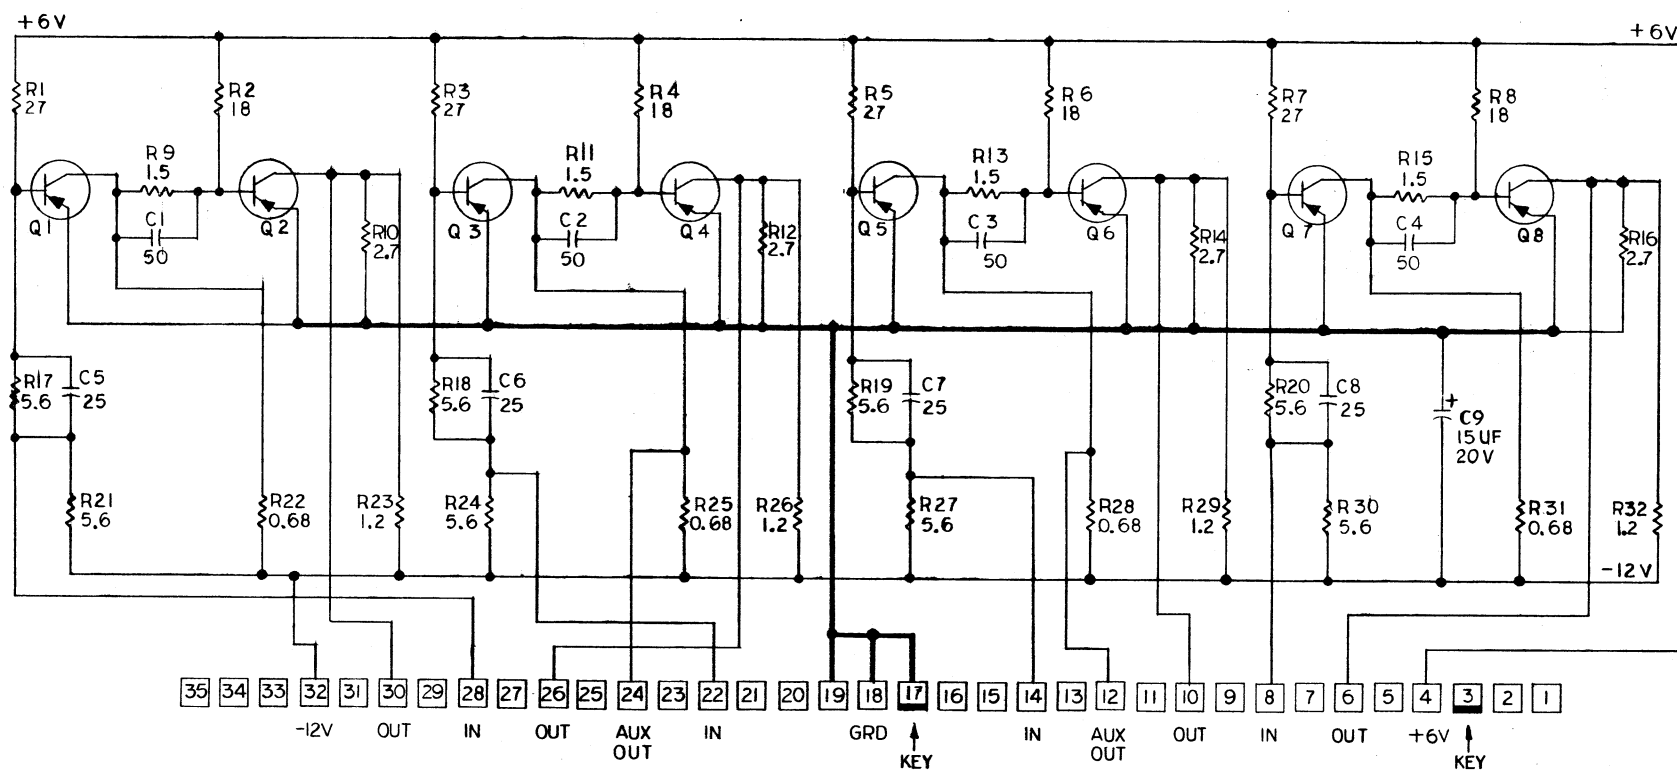 +6V
+6V
R1
27
R2
18
R3
27
R4
18
R5
27
R6
18
R7
27
R8
18
R9
1.5
R11
1.5
R13
1.5
R15
1.5
Q1
C1
50
Q2
R10
2.7
Q3
C2
50
Q4
R12
2.7
Q5
C3
50
Q6
R14
2.7
Q7
C4
50
Q8
R16
2.7
R17
5.6
C5
25
R18
5.6
C6
25
R19
5.6
C7
25
R20
5.6
C8
25
+
C9
15UF
20V
R21
5.6
R22
0.68
R23
1.2
R24
5.6
R25
0.68
R26
1.2
R27
5.6
R28
0.68
R29
1.2
R30
5.6
R31
0.68
R32
1.2
-12V
35 34 33 32 31 30 29 28 27 26 25 24 23 22 21 20 19 18 17 16 15 14 13 12 11 10 9 8 7 6 5 4 3 2 1
-12V OUT IN OUT AUX OUT IN GRD KEY IN AUX OUT OUT IN OUT +6V KEY